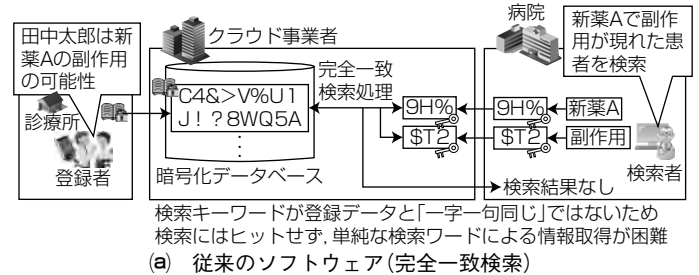 田中太郎は新
薬Aの副作用
の可能性
診療所
登録者
クラウド事業者
完全一致
検索処理
C4&>V%U1
J！？8WQ5A
⋮
暗号化データベース
9H%
$T2
病院
新薬Aで副作
用が現れた患
者を検索
9H%
新薬A
$T2
副作用
検索者
検索結果なし
検索キーワードが登録データと「一字一句同じ」ではないため
検索にはヒットせず，単純な検索ワードによる情報取得が困難
(a) 従来のソフトウェア（完全一致検索）